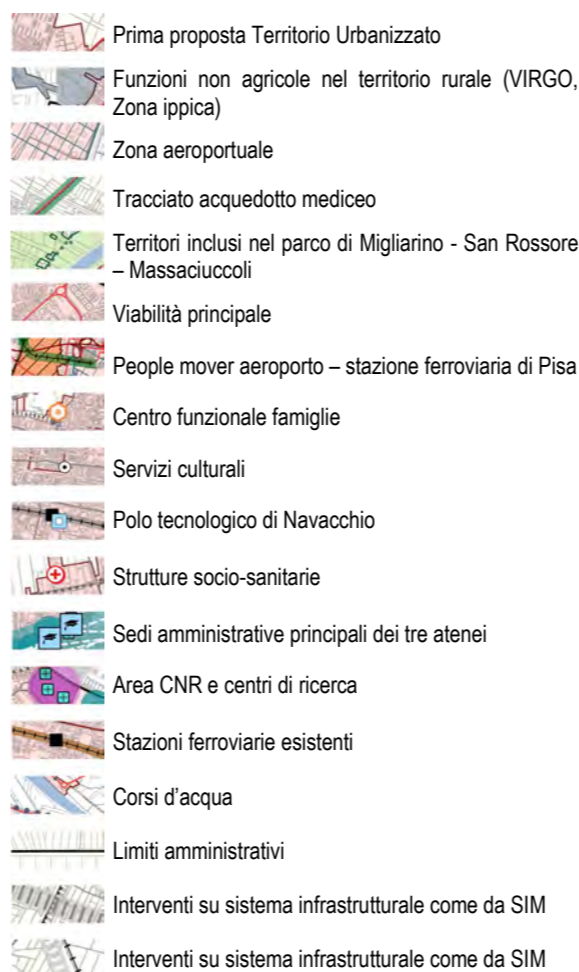 Prima proposta Territorio Urbanizzato
Funzioni non agricole nel territorio rurale (VIRGO,
Zona ippica)
Zona aeroportuale
Tracciato acquedotto mediceo
Territori inclusi nel parco di Migliarino - San Rossore
– Massaciuccoli
Viabilità principale
People mover aeroporto – stazione ferroviaria di Pisa
Centro funzionale famiglie
Servizi culturali
Polo tecnologico di Navacchio
Strutture socio-sanitarie
Sedi amministrative principali dei tre atenei
Area CNR e centri di ricerca
Stazioni ferroviarie esistenti
Corsi d'acqua
Limiti amministrativi
Interventi su sistema infrastrutturale come da SIM
Interventi su sistema infrastrutturale come da SIM